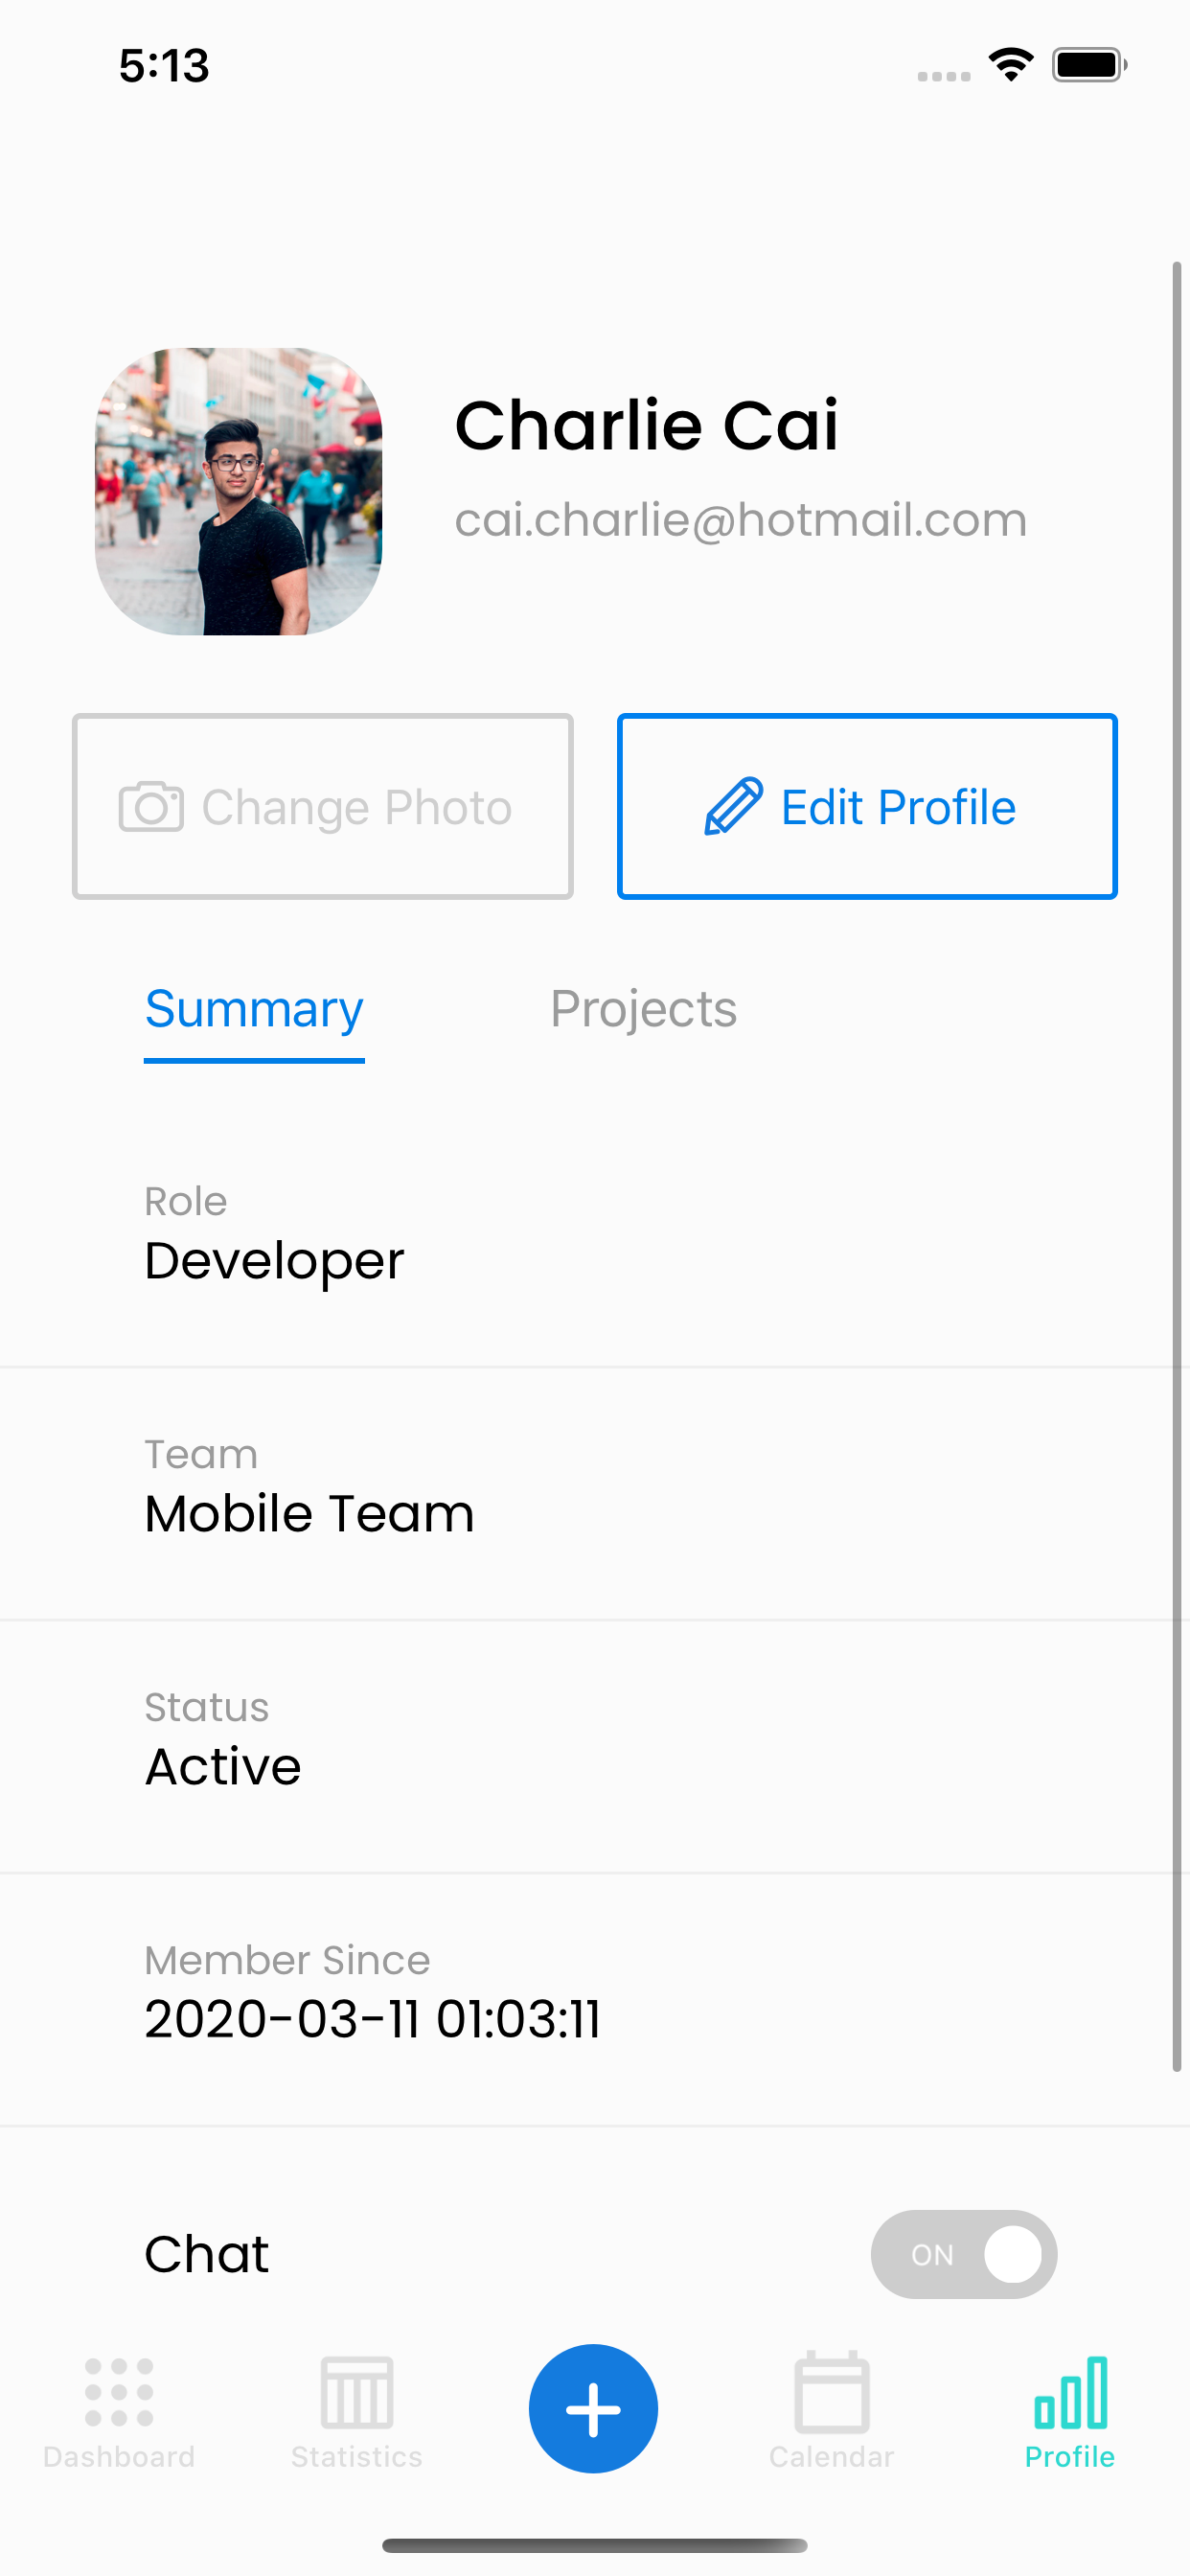 5:13
Charlie Cai
cai.charlie@hotmail.com
Change Photo
Edit Profile
Summary
Projects
Role
Developer
Team
Mobile Team
Status
Active
Member Since
2020-03-11 01:03:11
Chat
ON
Dashboard
Statistics
Calendar
Profile